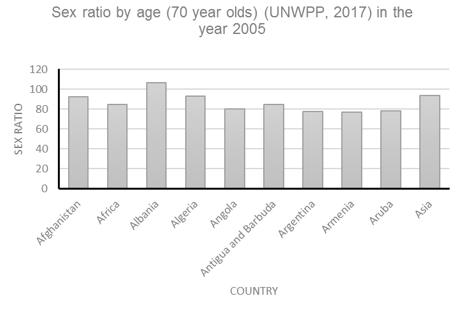 Sex ratio by age (70 year olds) (UNWPP, 2017) in the
year 2005
120
100
80
60
40
20
0
SEX RATIO
Afghanistan
Africa
Albania
Algeria
Angola
Antigua and Barbuda
Argentina
Armenia
Aruba
Asia
COUNTRY